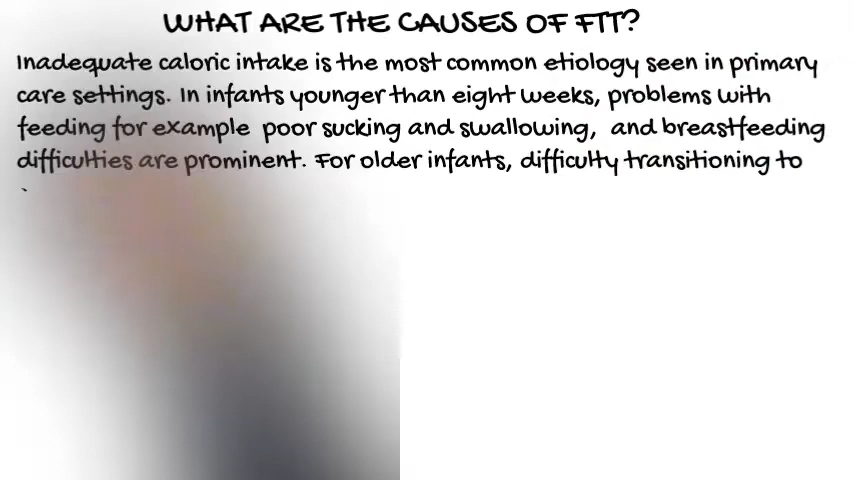 WHAT ARE THE CAUSES OF FTT?
Inadequate caloric intake is the most common etiology seen in primary
care settings. In infants younger than eight weeks, problems with
feeding for example poor sucking and swallowing, and breastfeeding
difficulties are prominent. For older infants, difficulty transitioning to